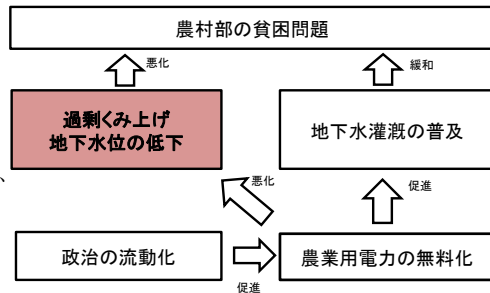 農村部の貧困問題
悪化
緩和
過剰くみ上げ
地下水位の低下
地下水灌漑の普及
、
悪化
促進
政治の流動化
農業用電力の無料化
促進